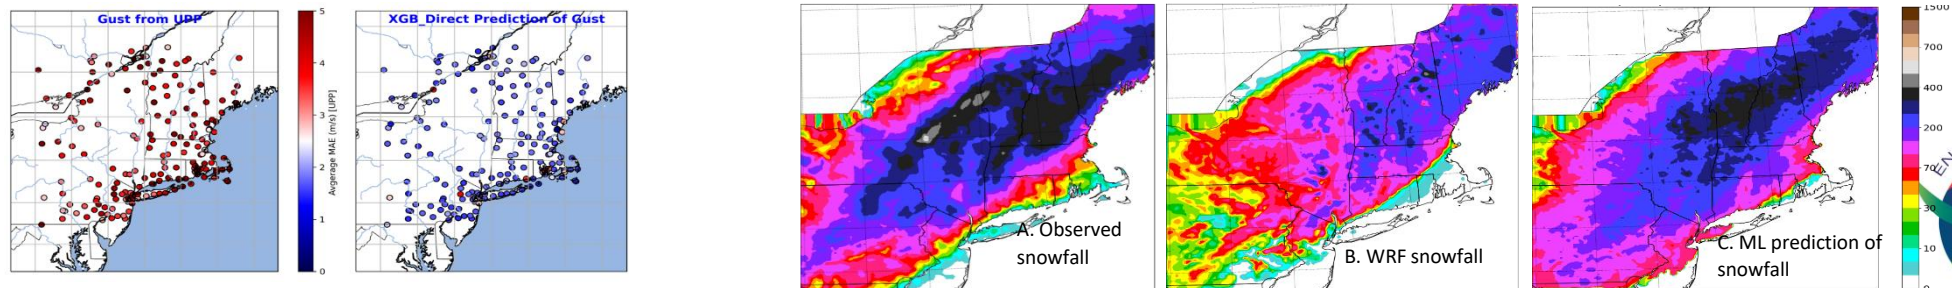 Gust from UPP
XGB_Direct Prediction of Gust
5
4
3
2
1
0
Avgerage MAE (m/s) [UPP]
A. Observed
snowfall
B. WRF snowfall
C. ML prediction of
snowfall
1500
700
400
200
70
30
10
0
EN